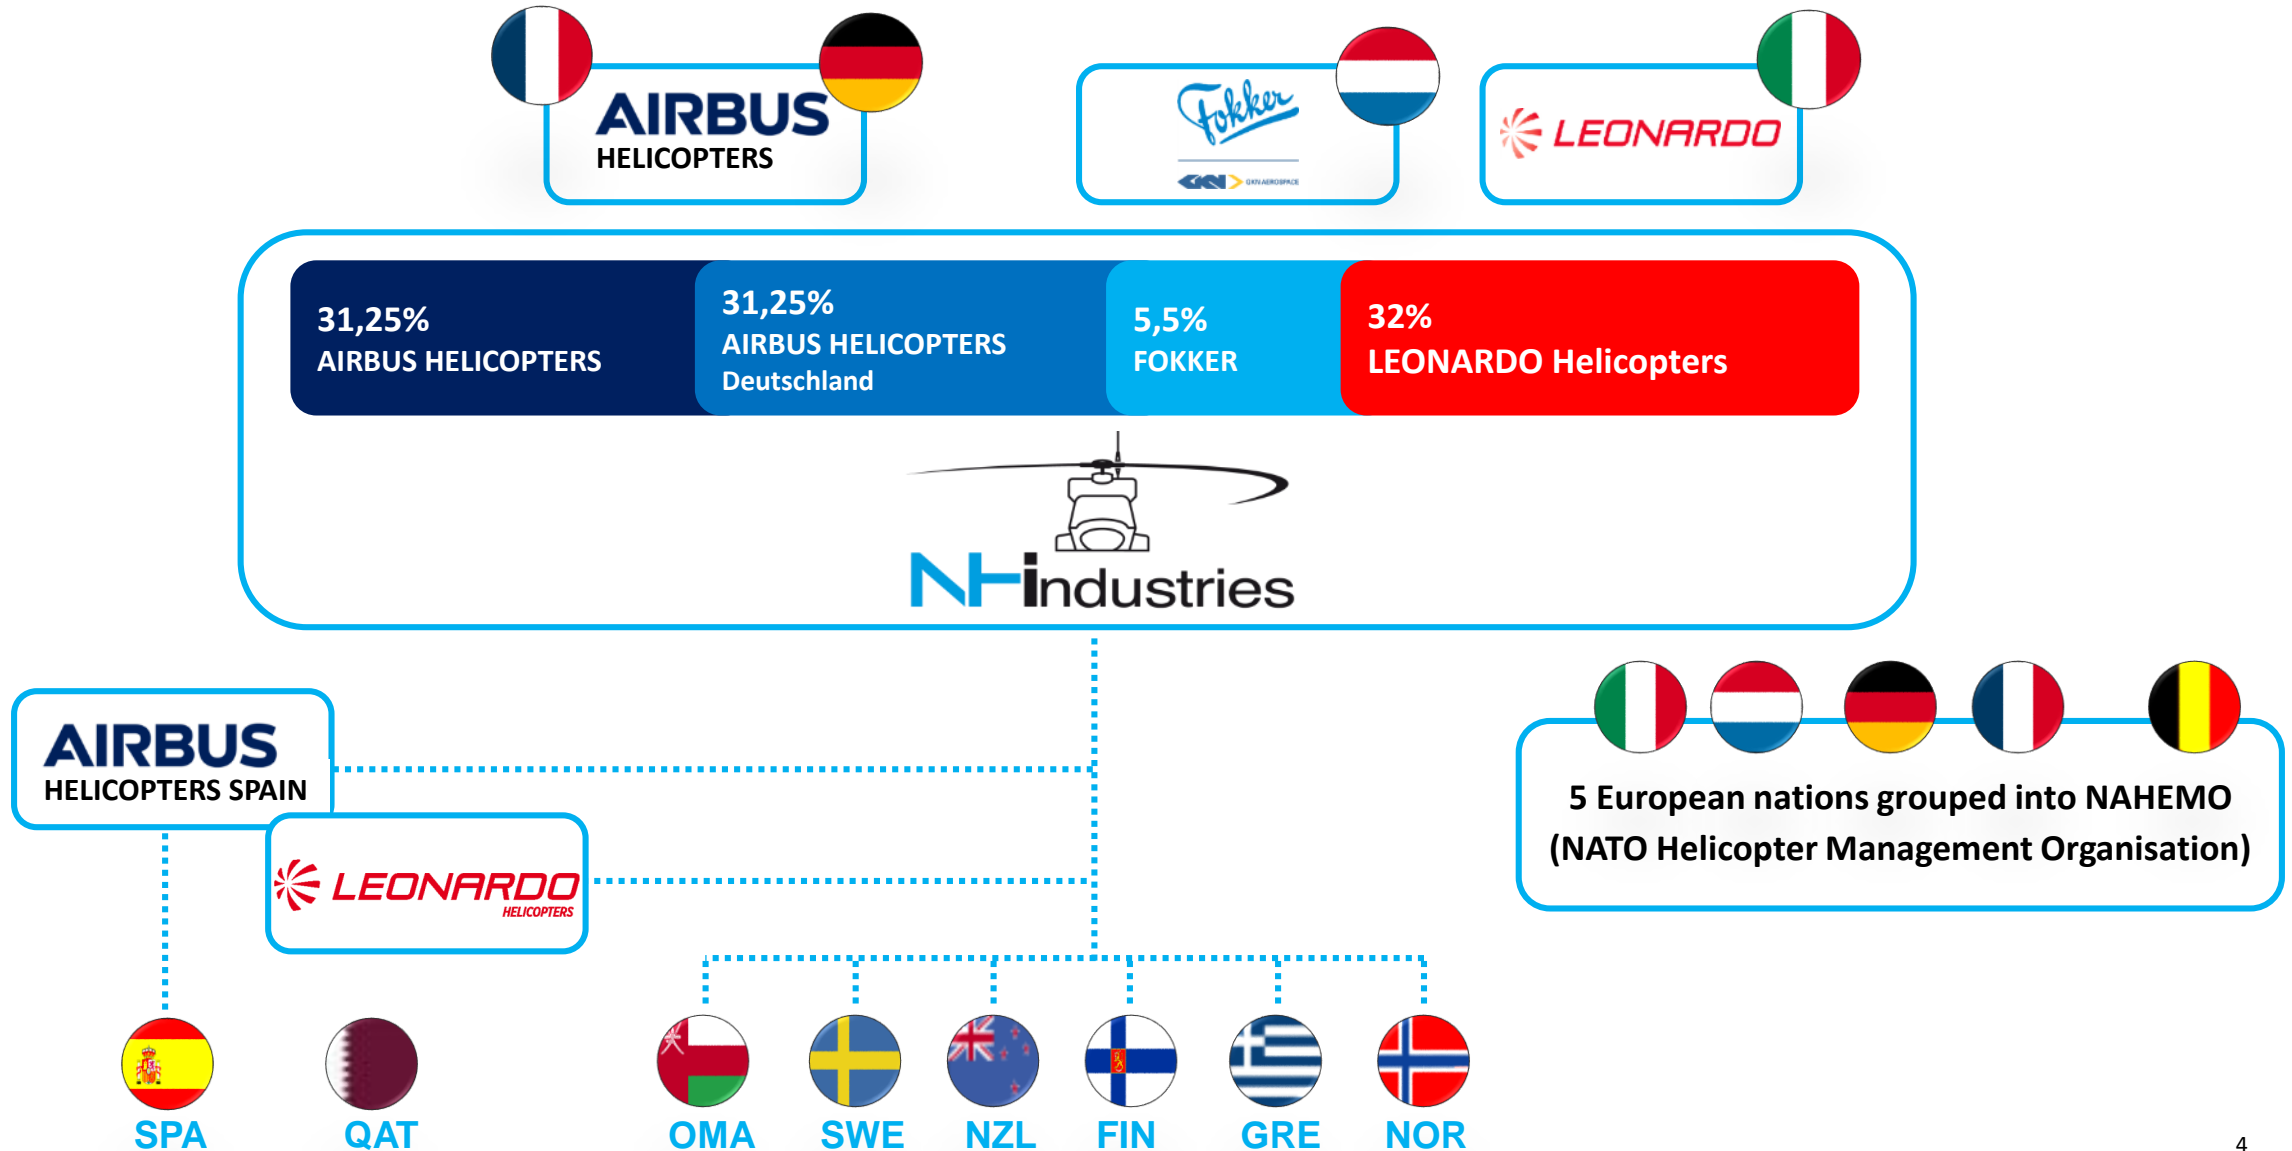 AIRBUS
HELICOPTERS
Fokker
GKN GKN AEROSPACE
LEONARDO
31,25%
AIRBUS HELICOPTERS
31,25%
AIRBUS HELICOPTERS
Deutschland
5,5%
FOKKER
32%
LEONARDO Helicopters
NHindustries
AIRBUS
HELICOPTERS SPAIN
LEONARDO
HELICOPTERS
5 European nations grouped into NAHEMO
(NATO Helicopter Management Organisation)
SPA
QAT
OMA
SWE
NZL
FIN
GRE
NOR
4